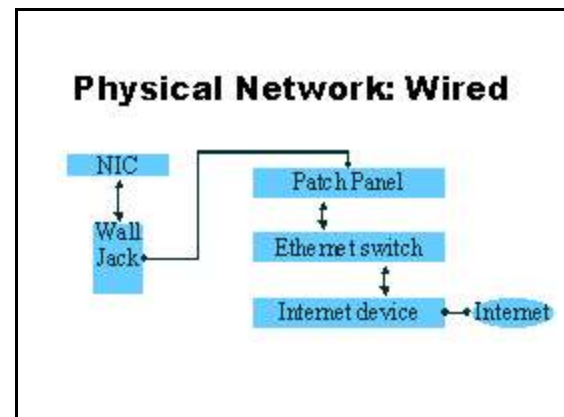 Physical Network: Wired
NIC
Wall
Jack
Patch Panel
Ethernet switch
Internet device
Internet